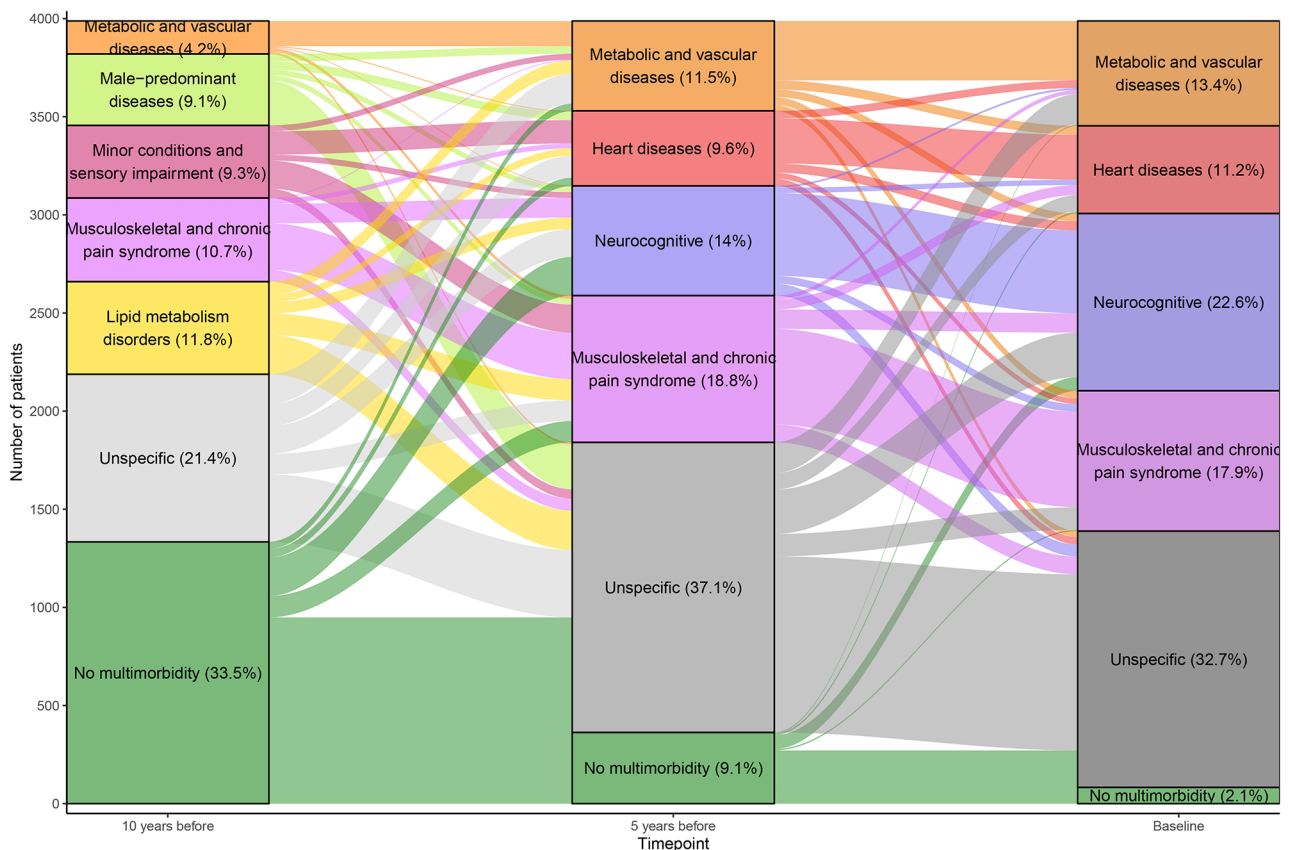 4000
3500
3000
2500
2000
1500
1000
500
0
Number of patients
Metabolic and vascular
diseases (4.2%)
Male−predominant
diseases (9.1%)
Minor conditions and
sensory impairment (9.3%)
Musculoskeletal and chronic
pain syndrome (10.7%)
Lipid metabolism
disorders (11.8%)
Unspecific (21.4%)
No multimorbidity (33.5%)
Metabolic and vascular
diseases (11.5%)
Heart diseases (9.6%)
Neurocognitive (14%)
Musculoskeletal and chronic
pain syndrome (18.8%)
Unspecific (37.1%)
No multimorbidity (9.1%)
Metabolic and vascular
diseases (13.4%)
Heart diseases (11.2%)
Neurocognitive (22.6%)
Musculoskeletal and chronic
pain syndrome (17.9%)
Unspecific (32.7%)
No multimorbidity (2.1%)
10 years before
5 years before
Baseline
Timepoint